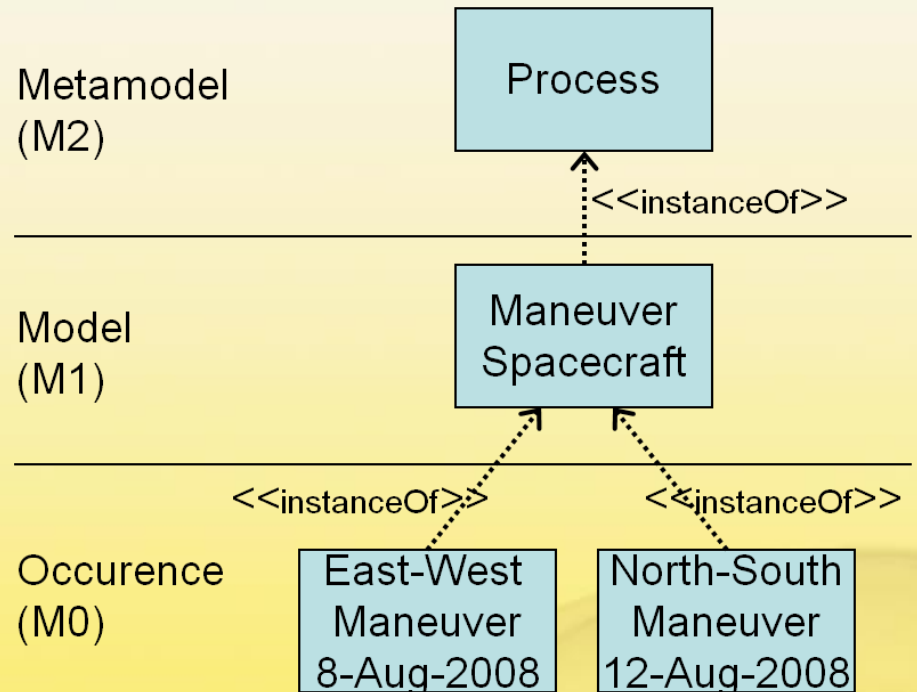 Metamodel
(M2)
Process
<<instanceOf>>
Model
(M1)
Maneuver
Spacecraft
<<instanceOf>>
<<instanceOf>>
Occurence
(M0)
East-West
Maneuver
8-Aug-2008
North-South
Maneuver
12-Aug-2008